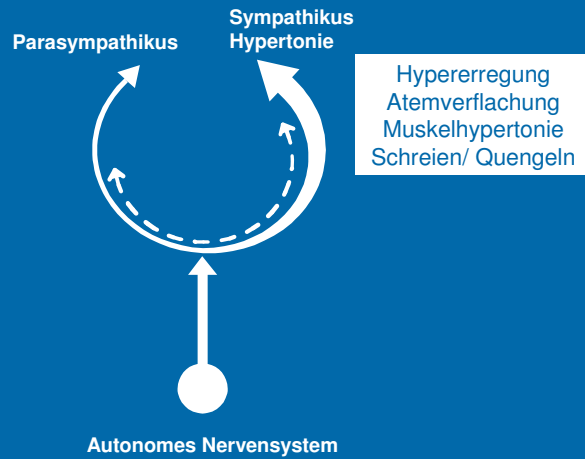 Sympathikus
Hypertonie
Parasympathikus
Hypererregung
Atemverflachung
Muskelhypertonie
Schreien/ Quengeln
Autonomes Nervensystem